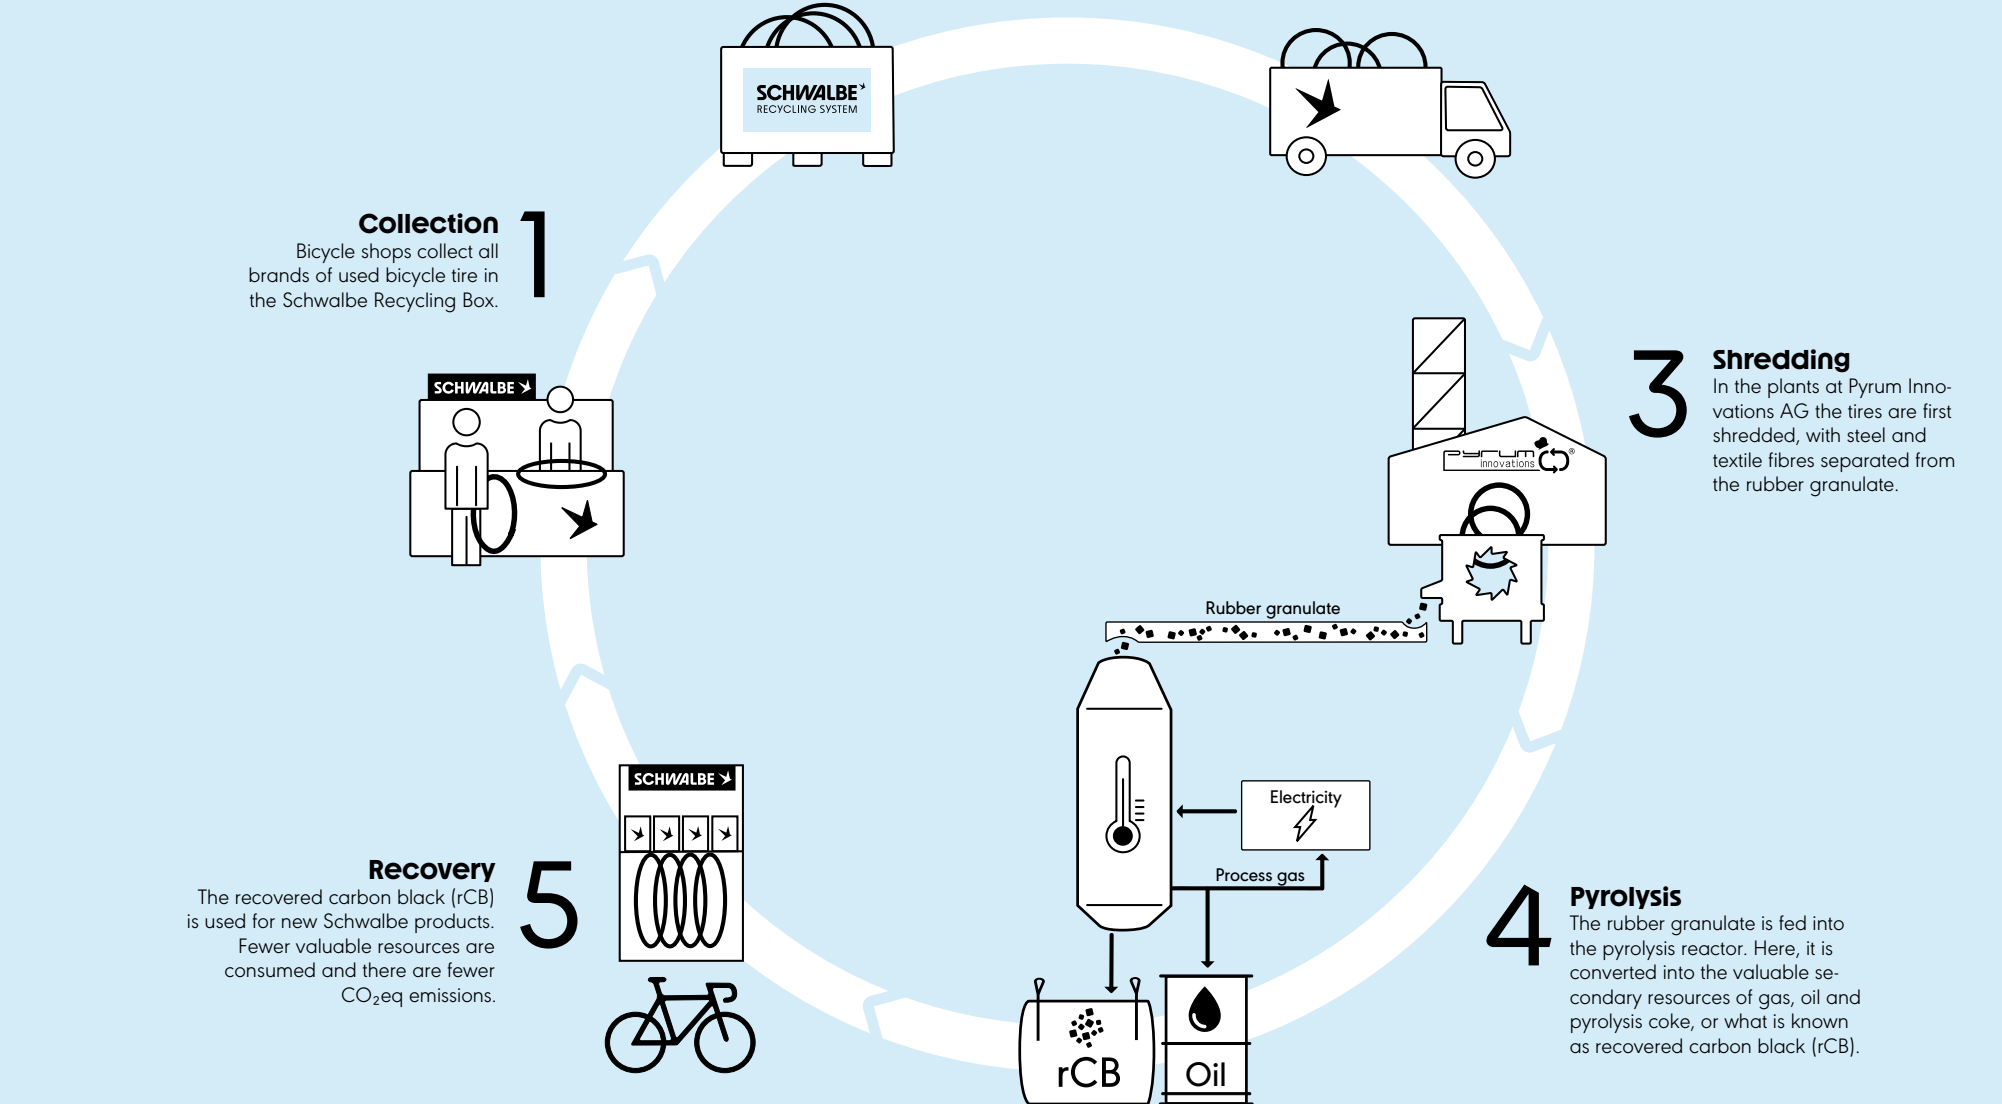 SCHWALBE
RECYCLING SYSTEM
1
Collection
Bicycle shops collect all
brands of used bicycle tire in
the Schwalbe Recycling Box.
SCHWALBE
3
Shredding
In the plants at Pyrum Inno-
vations AG the tires are first
shredded, with steel and
textile fibres separated from
the rubber granulate.
pyrum
innovations
®
Rubber granulate
Electricity
Process gas
rCB
Oil
4
Pyrolysis
The rubber granulate is fed into
the pyrolysis reactor. Here, it is
converted into the valuable se-
condary resources of gas, oil and
pyrolysis coke, or what is known
as recovered carbon black (rCB).
SCHWALBE
5
Recovery
The recovered carbon black (rCB)
is used for new Schwalbe products.
Fewer valuable resources are
consumed and there are fewer
CO₂eq emissions.